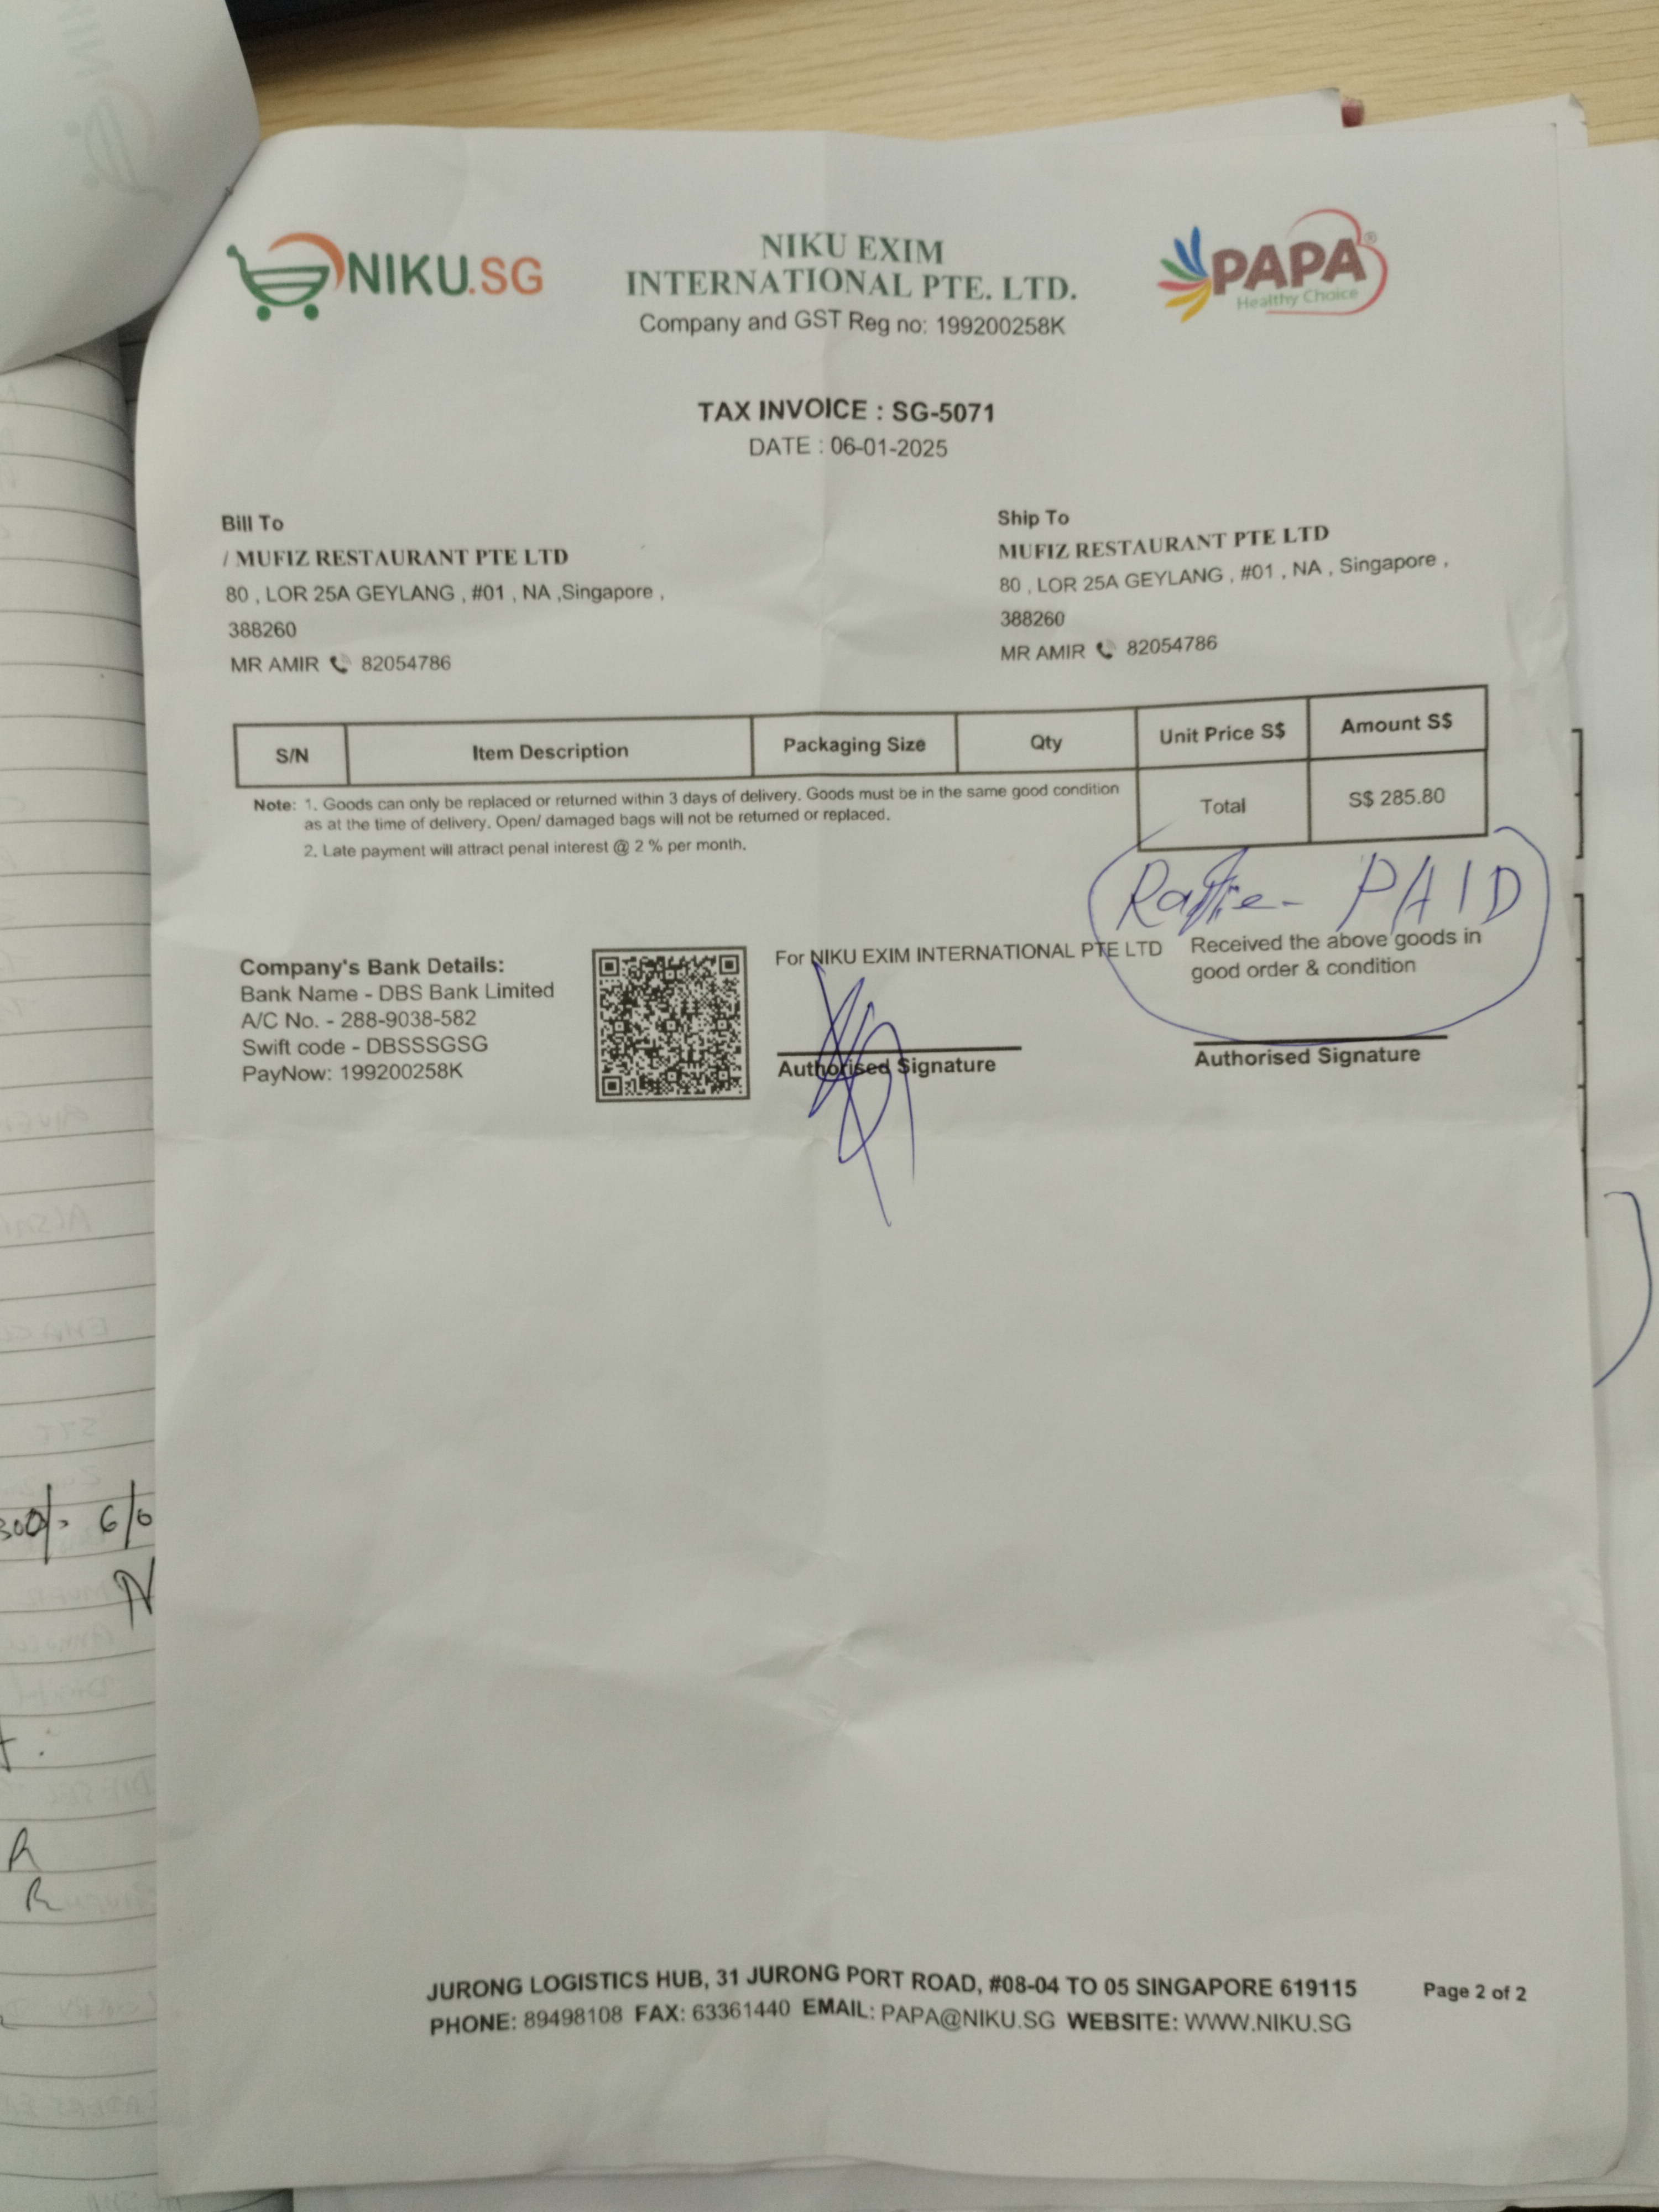 NIKU.SG
NIKU EXIM
INTERNATIONAL PTE. LTD.
Company and GST Reg no: 199200258K
PAPA®
Healthy Choice
TAX INVOICE : SG-5071
DATE : 06-01-2025
Bill To
/ MUFIZ RESTAURANT PTE LTD
80 , LOR 25A GEYLANG , #01 , NA ,Singapore ,
388260
MR AMIR 82054786
Ship To
MUFIZ RESTAURANT PTE LTD
80 , LOR 25A GEYLANG , #01 , NA , Singapore ,
388260
MR AMIR 82054786
S/N Item Description Packaging Size Qty Unit Price S$ Amount S$
Total S$ 285.80
Note: 1. Goods can only be replaced or returned within 3 days of delivery. Goods must be in the same good condition
as at the time of delivery. Open/ damaged bags will not be returned or replaced.
2. Late payment will attract penal interest @ 2 % per month.
PAID
Company's Bank Details:
Bank Name - DBS Bank Limited
A/C No. - 288-9038-582
Swift code - DBSSSGSG
PayNow: 199200258K
For NIKU EXIM INTERNATIONAL PTE LTD
Authorised Signature
Received the above goods in
good order & condition
Authorised Signature
JURONG LOGISTICS HUB, 31 JURONG PORT ROAD, #08-04 TO 05 SINGAPORE 619115
PHONE: 89498108 FAX: 63361440 EMAIL: PAPA@NIKU.SG WEBSITE: WWW.NIKU.SG
Page 2 of 2